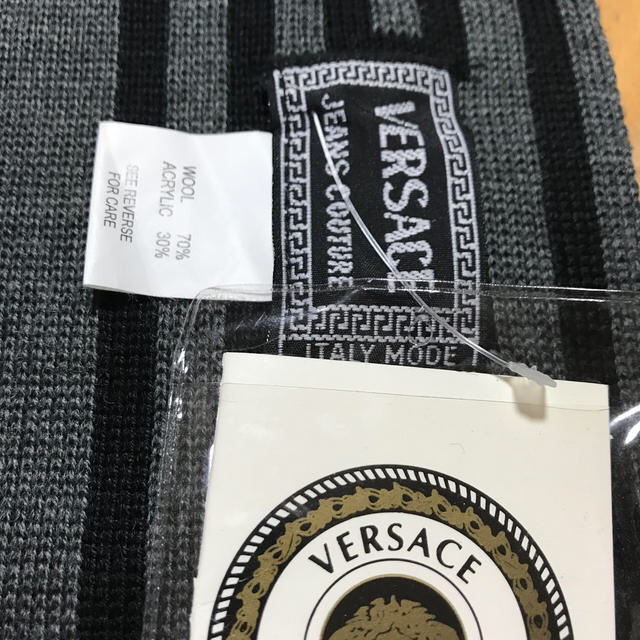 VERSACE
JEANS COUTURE
ITALY MODE
WOOL 70%
ACRYLIC 30%
SEE REVERSE
FOR CARE
VERSACE